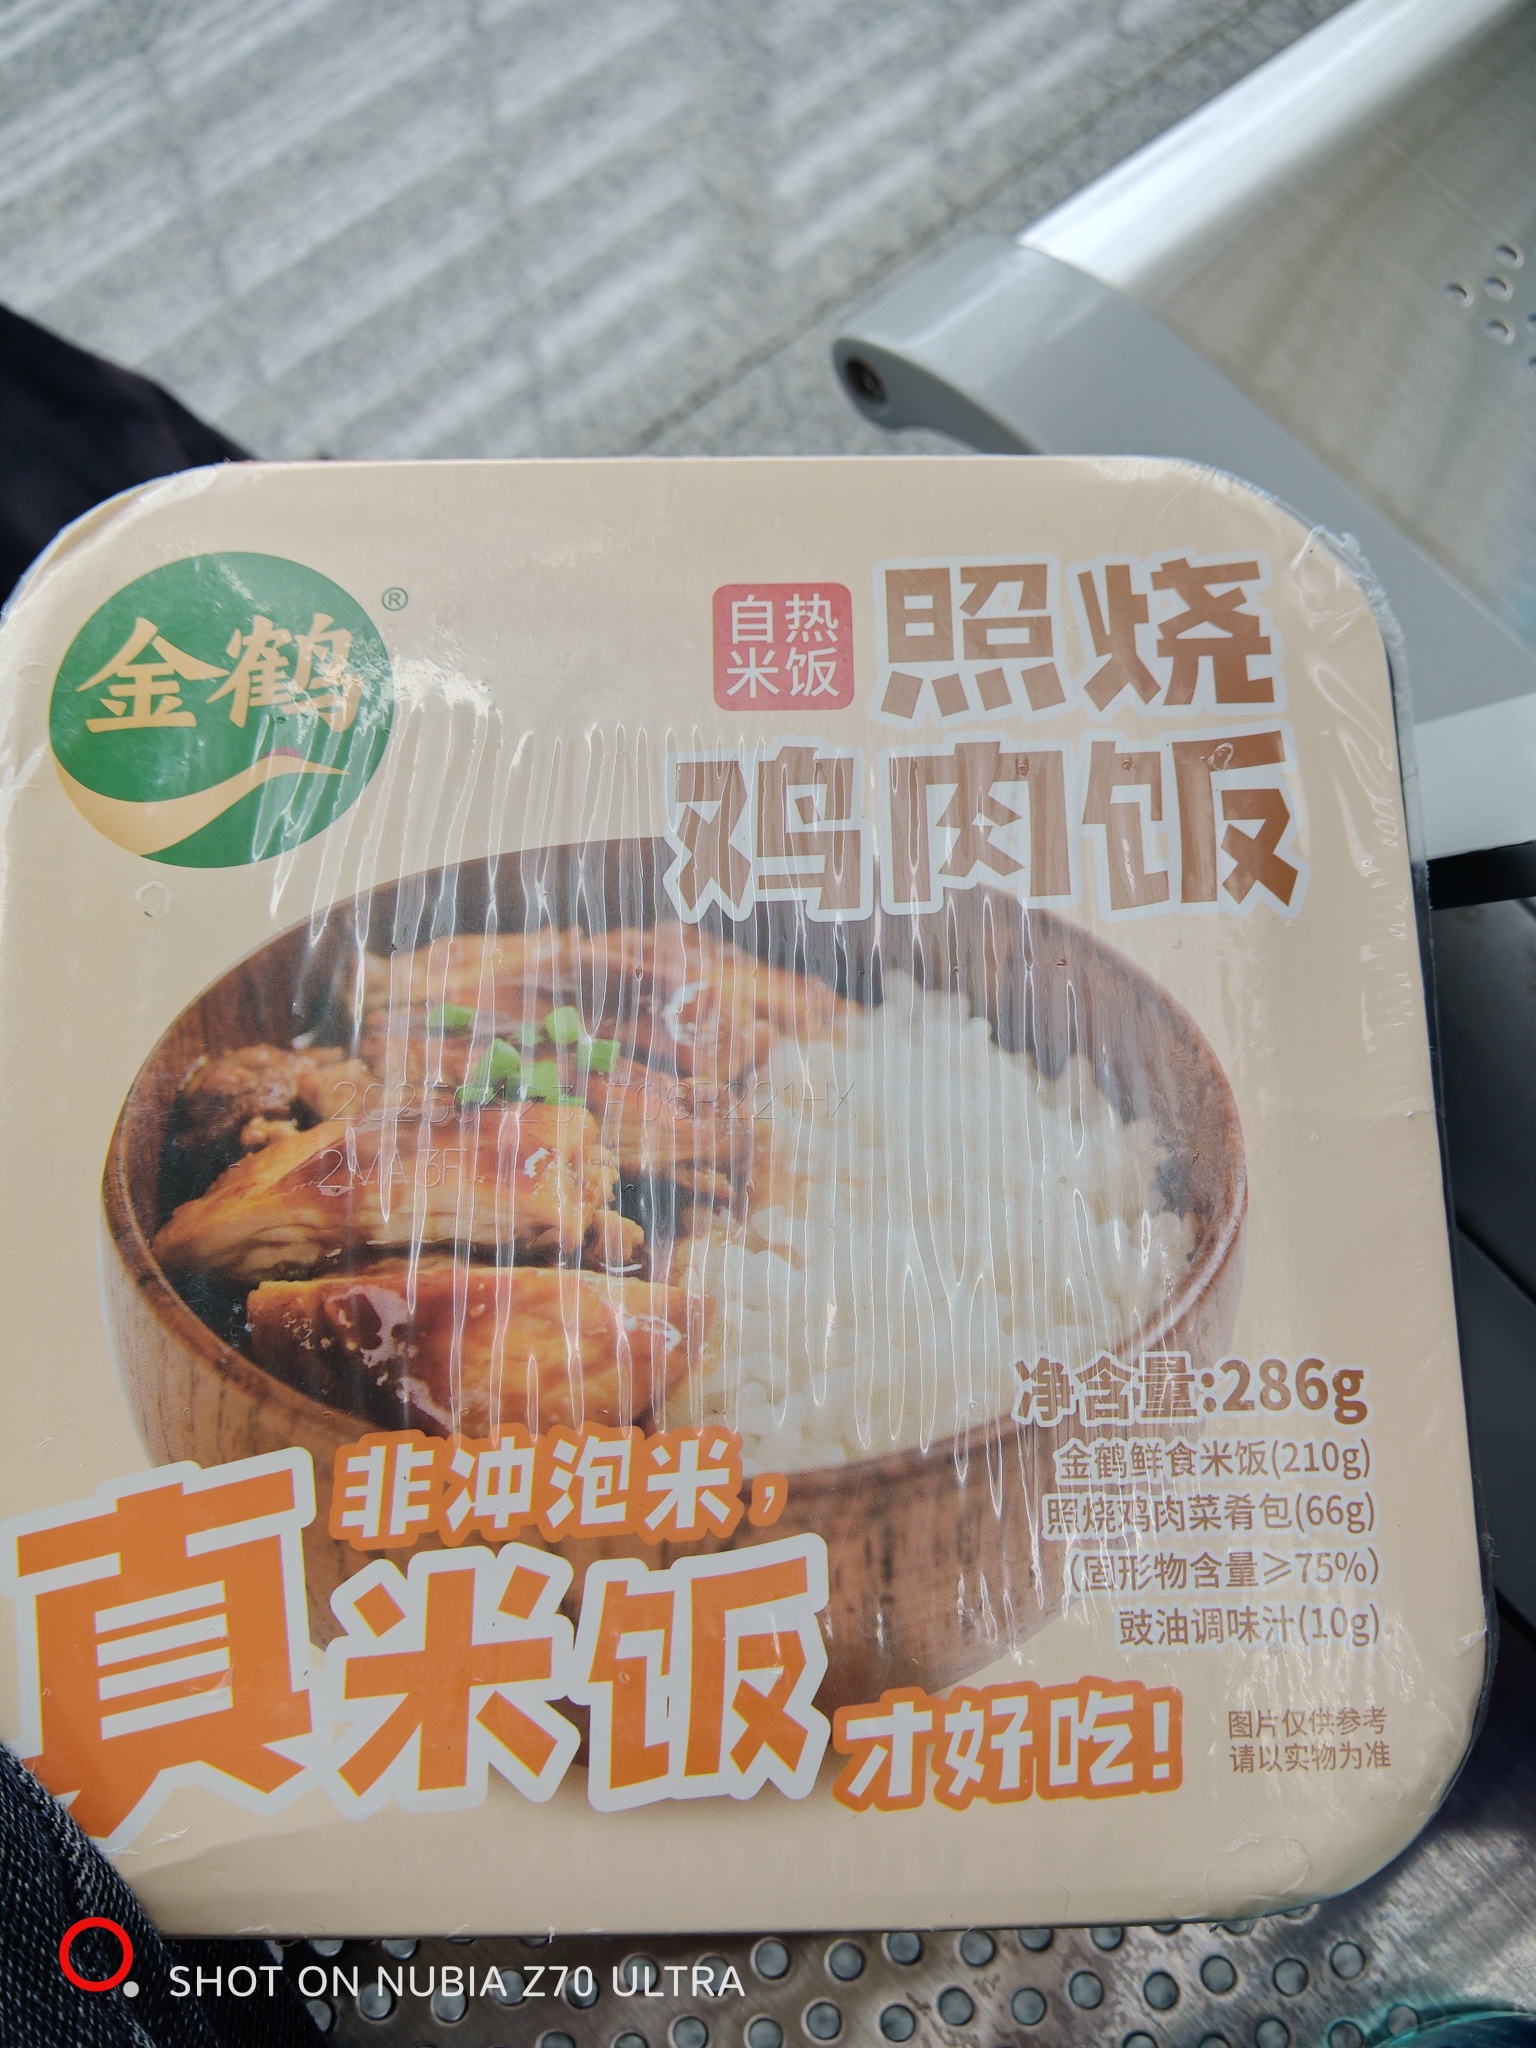 金鹤
®
自热
米饭
照烧
鸡肉饭
净含量:286g
金鹤鲜食米饭(210g)
照烧鸡肉菜肴包(66g)
(固形物含量≥75%)
豉油调味汁(10g)
非冲泡米,
真米饭
才好吃!
图片仅供参考
请以实物为准
SHOT ON NUBIA Z70 ULTRA